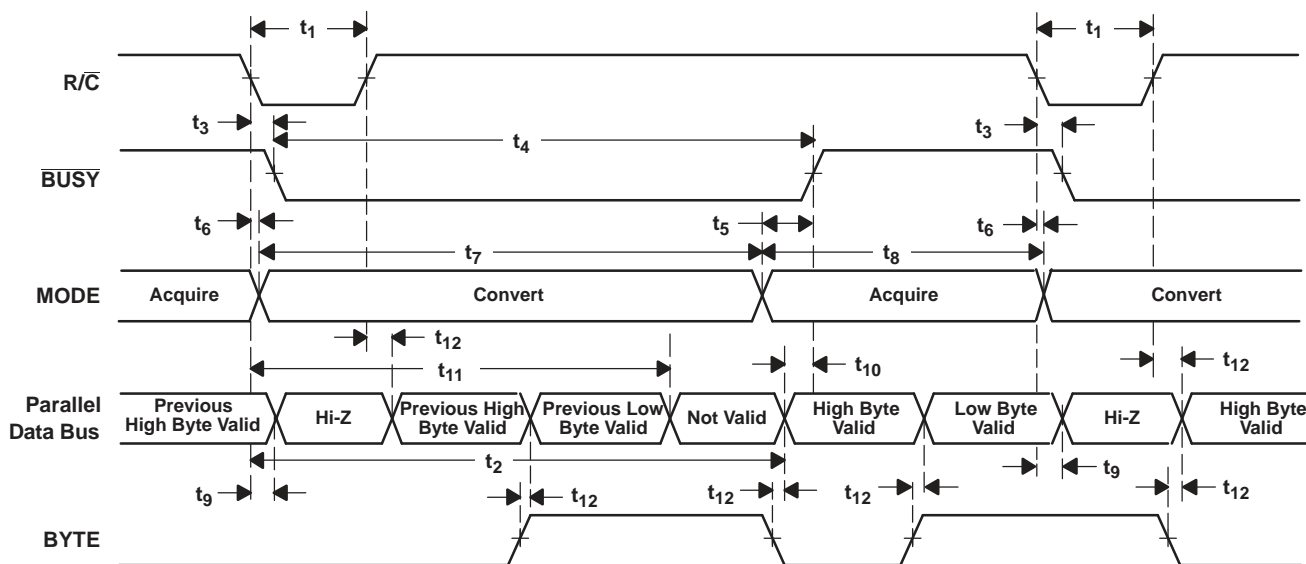 t1 t1
R/C̅
t3 t4 t3
B̅U̅S̅Y̅
t6 t5 t6
t7 t8
MODE Acquire Convert Acquire Convert
t12 t12
t11 t10
Parallel Data Bus
Previous High Byte Valid
Hi-Z
Previous High Byte Valid
Previous Low Byte Valid
Not Valid
High Byte Valid
Low Byte Valid
Hi-Z
High Byte Valid
t2 t9
t9 t12 t12 t12 t12
BYTE